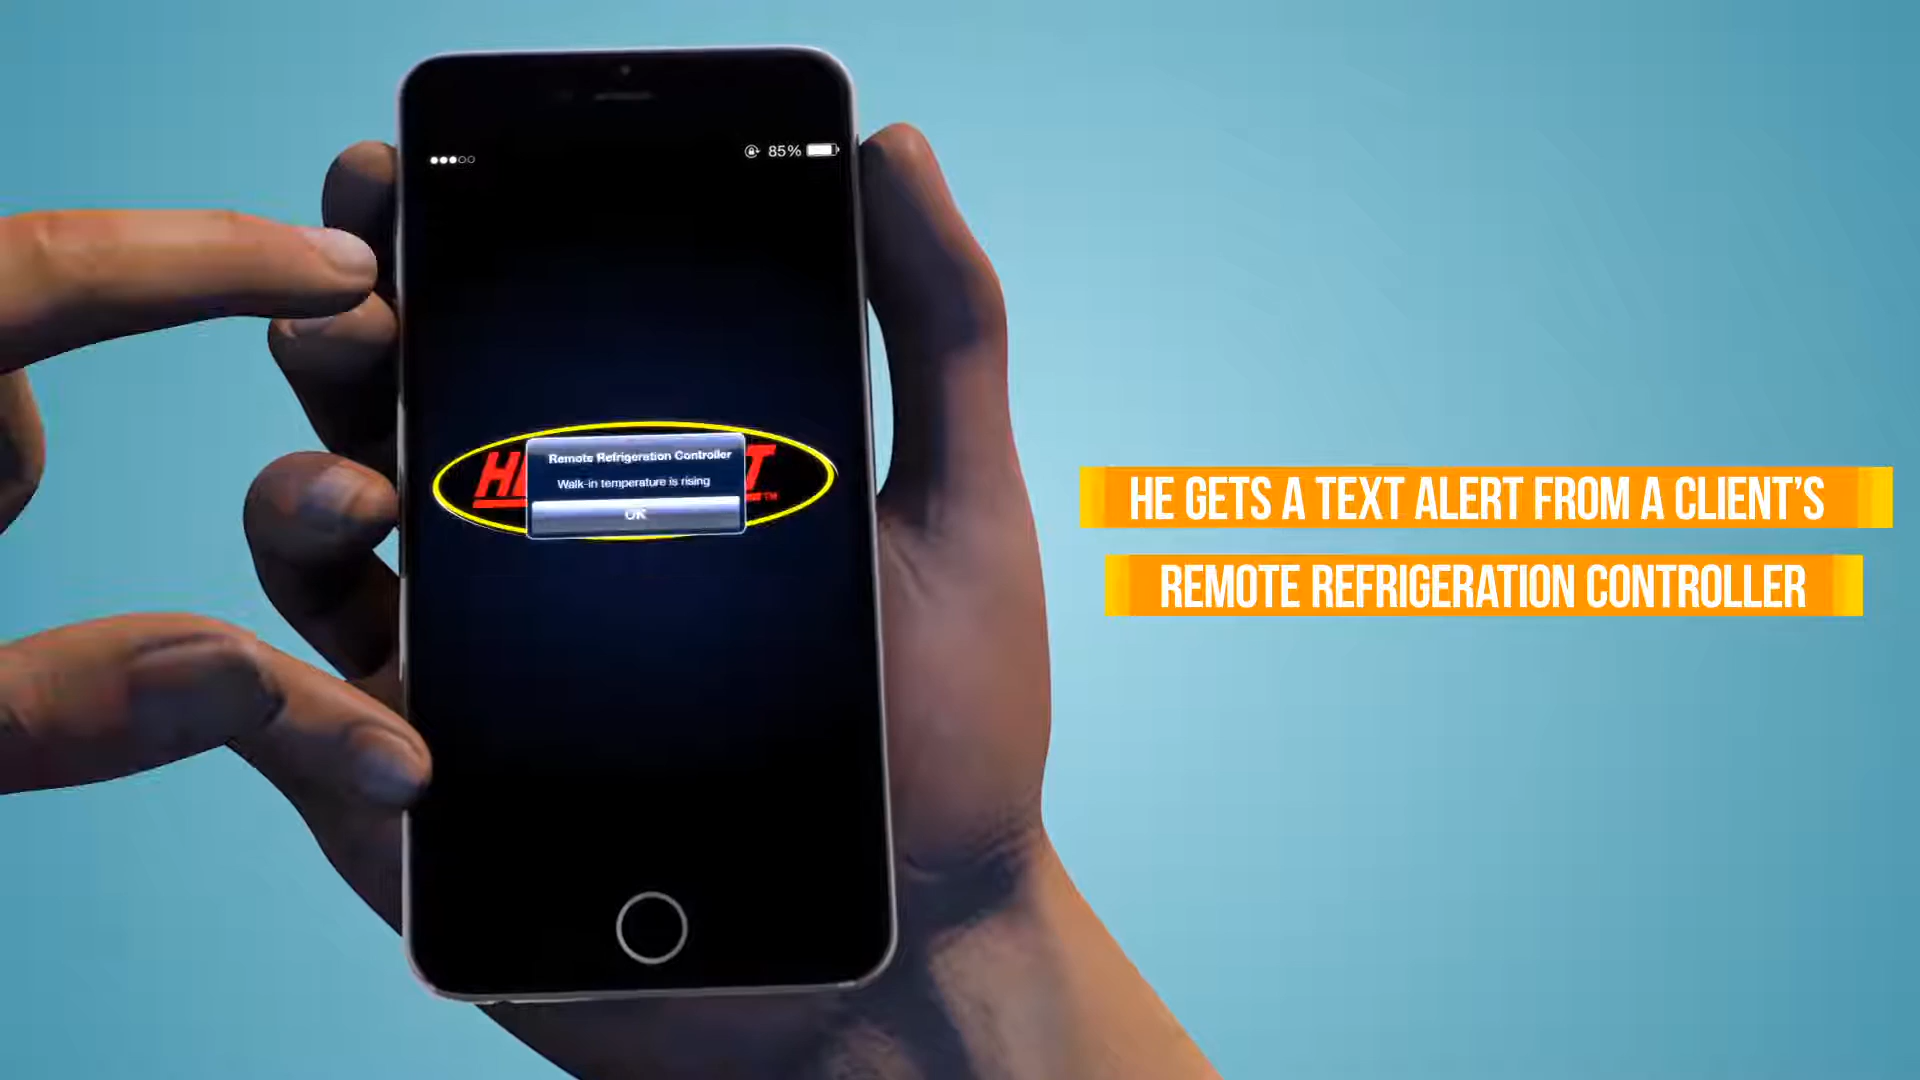 85%
Remote Refrigeration Controller
Walk-in temperature is rising
OK
TM
HE GETS A TEXT ALERT FROM A CLIENT'S
REMOTE REFRIGERATION CONTROLLER